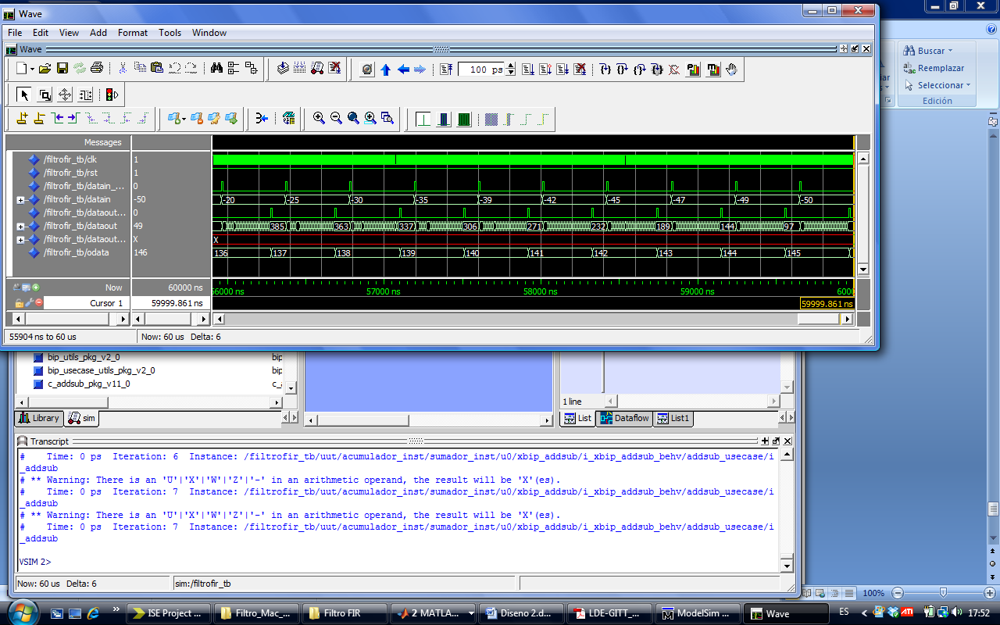 Wave
File Edit View Add Format Tools Window
Wave
100 ps
Buscar
Reemplazar
Seleccionar
Edición
Messages
/filtrofir_tb/clk 1
/filtrofir_tb/rst 1
/filtrofir_tb/datain_... 0
/filtrofir_tb/datain -50 -20 -25 -30 -35 -39 -42 -45 -47 -49 -50
/filtrofir_tb/dataout... 0
/filtrofir_tb/dataout 49 385 363 337 306 271 232 189 144 97
/filtrofir_tb/dataout... X X
/filtrofir_tb/odata 146 136 137 138 139 140 141 142 143 144 145
Now 60000 ns 56000 ns 57000 ns 58000 ns 59000 ns 6000
Cursor 1 59999.861 ns 59999.861 ns
55904 ns to 60 us Now: 60 us Delta: 6
bip_utils_pkg_v2_0 bip
bip_usecase_utils_pkg_v2_0 bip
c_addsub_pkg_v11_0 c_a
1 line
Library sim List Dataflow List1
Transcript
# Time: 0 ps Iteration: 6 Instance: /filtrofir_tb/uut/acumulador_inst/sumador_inst/u0/xbip_addsub/i_xbip_addsub_behv/addsub_usecase/i
_addsub
# ** Warning: There is an 'U'|'X'|'W'|'Z'|'-' in an arithmetic operand, the result will be 'X'(es).
# Time: 0 ps Iteration: 7 Instance: /filtrofir_tb/uut/acumulador_inst/sumador_inst/u0/xbip_addsub/i_xbip_addsub_behv/addsub_usecase/i
_addsub
# ** Warning: There is an 'U'|'X'|'W'|'Z'|'-' in an arithmetic operand, the result will be 'X'(es).
# Time: 0 ps Iteration: 7 Instance: /filtrofir_tb/uut/acumulador_inst/sumador_inst/u0/xbip_addsub/i_xbip_addsub_behv/addsub_usecase/i
_addsub
VSIM 2>
Now: 60 us Delta: 6 sim:/filtrofir_tb
100%
ISE Project ... Filtro_Mac_... Filtro FIR 2 MATLA... Diseno 2.d... LDE-GITT_... ModelSim ... Wave ES ATI 17:52